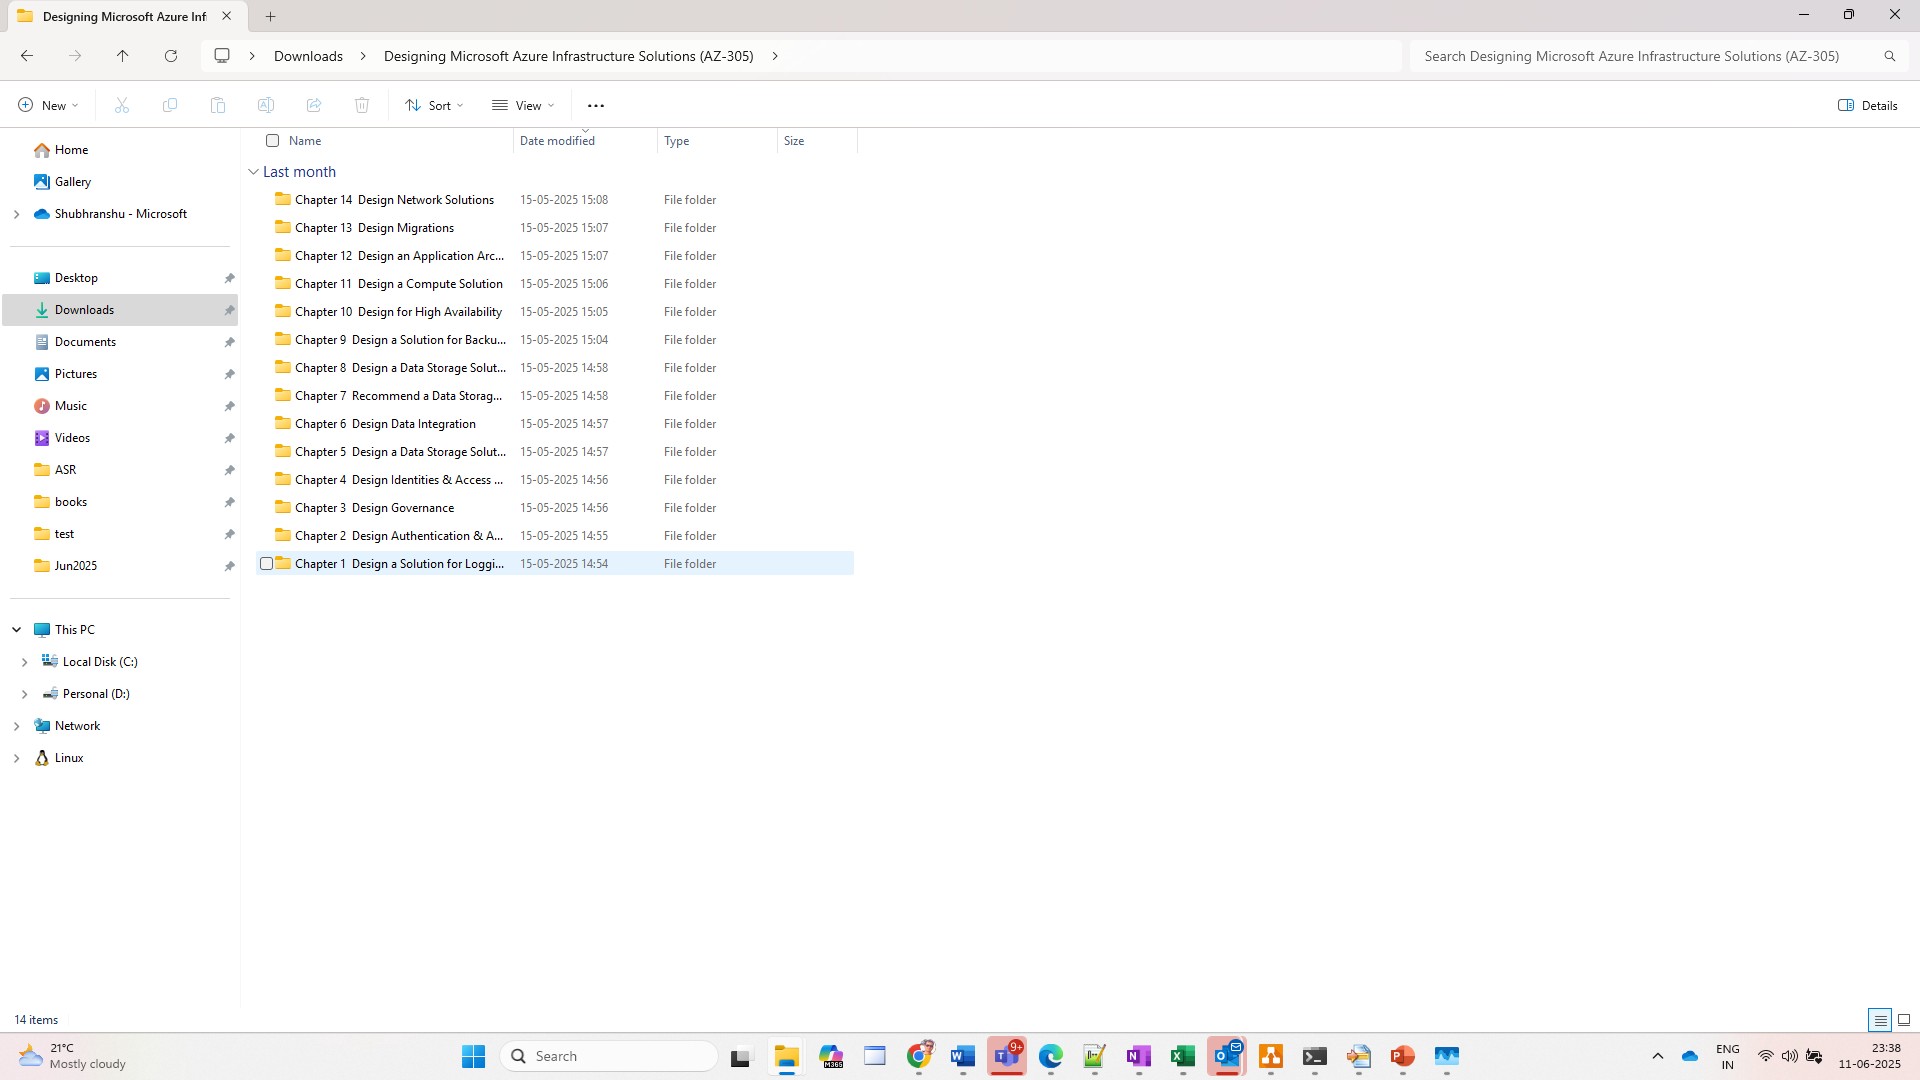 Designing Microsoft Azure Inf
Downloads
Designing Microsoft Azure Infrastructure Solutions (AZ-305)
Search Designing Microsoft Azure Infrastructure Solutions (AZ-305)
New
Sort
View
Details
Home
Gallery
Shubhranshu - Microsoft
Desktop
Downloads
Documents
Pictures
Music
Videos
ASR
books
test
Jun2025
This PC
Local Disk (C:)
Personal (D:)
Network
Linux
Name Date modified Type Size
Last month
Chapter 14 Design Network Solutions 15-05-2025 15:08 File folder
Chapter 13 Design Migrations 15-05-2025 15:07 File folder
Chapter 12 Design an Application Arc... 15-05-2025 15:07 File folder
Chapter 11 Design a Compute Solution 15-05-2025 15:06 File folder
Chapter 10 Design for High Availability 15-05-2025 15:05 File folder
Chapter 9 Design a Solution for Backu... 15-05-2025 15:04 File folder
Chapter 8 Design a Data Storage Solut... 15-05-2025 14:58 File folder
Chapter 7 Recommend a Data Storag... 15-05-2025 14:58 File folder
Chapter 6 Design Data Integration 15-05-2025 14:57 File folder
Chapter 5 Design a Data Storage Solut... 15-05-2025 14:57 File folder
Chapter 4 Design Identities & Access ... 15-05-2025 14:56 File folder
Chapter 3 Design Governance 15-05-2025 14:56 File folder
Chapter 2 Design Authentication & A... 15-05-2025 14:55 File folder
Chapter 1 Design a Solution for Loggi... 15-05-2025 14:54 File folder
14 items
21°C
Mostly cloudy
Search
M365
9+
ENG
IN
23:38
11-06-2025